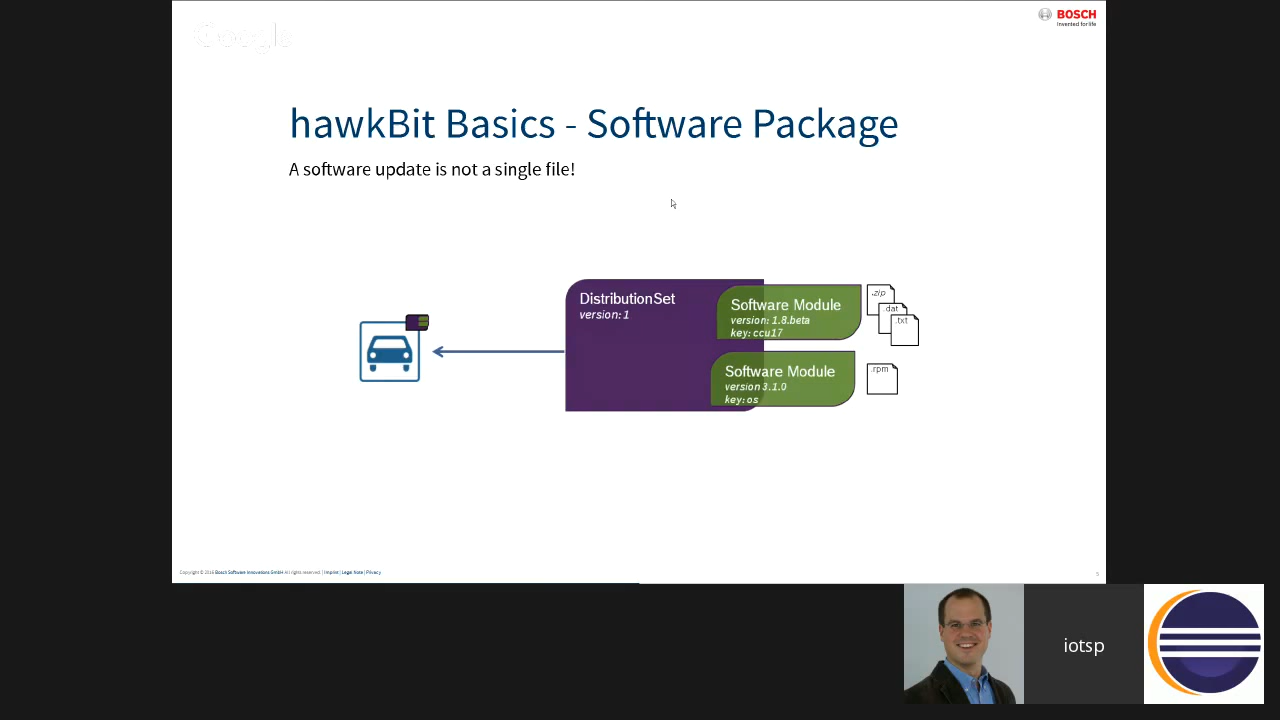 Google
BOSCH
Invented for life
hawkBit Basics - Software Package
A software update is not a single file!
DistributionSet
version: 1
Software Module
version: 1.8.beta
key: ccu17
.zip
.dat
.txt
Software Module
version 3.1.0
key: os
.rpm
Copyright © 2016 Bosch Software Innovations GmbH All rights reserved. | Imprint | Legal Note | Privacy
5
iotsp